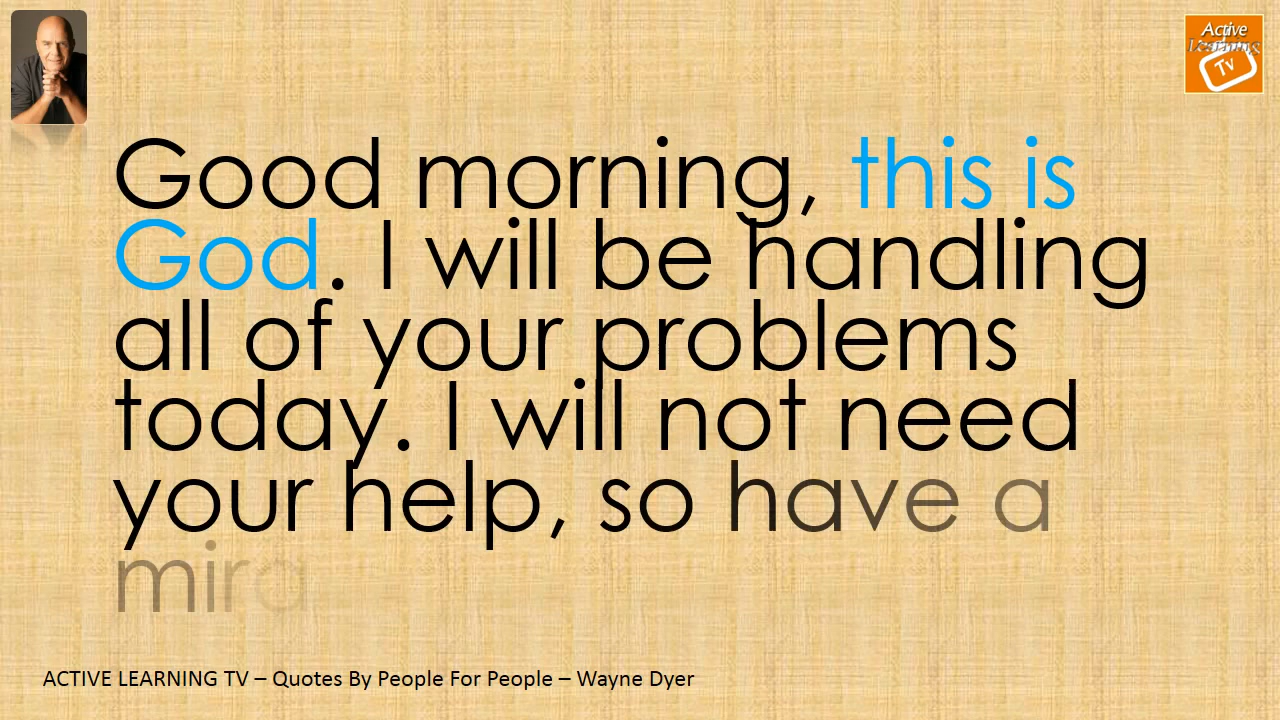 Active
Learning
Tv
Good morning, this is
God. I will be handling
all of your problems
today. I will not need
your help, so have a
mira
ACTIVE LEARNING TV – Quotes By People For People – Wayne Dyer